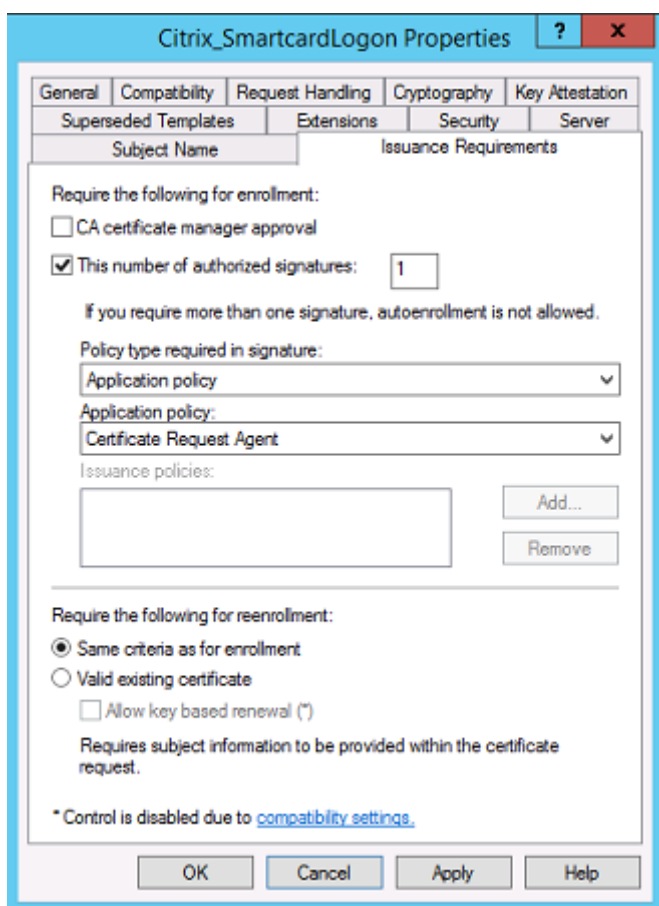 Citrix_SmartcardLogon Properties
?
x
General
Compatibility
Request Handling
Cryptography
Key Attestation
Superseded Templates
Extensions
Security
Server
Subject Name
Issuance Requirements
Require the following for enrollment:
CA certificate manager approval
This number of authorized signatures:
1
If you require more than one signature, autoenrollment is not allowed.
Policy type required in signature:
Application policy
Application policy:
Certificate Request Agent
Issuance policies:
Add...
Remove
Require the following for reenrollment:
Same criteria as for enrollment
Valid existing certificate
Allow key based renewal (*)
Requires subject information to be provided within the certificate
request.
* Control is disabled due to compatibility settings.
OK
Cancel
Apply
Help